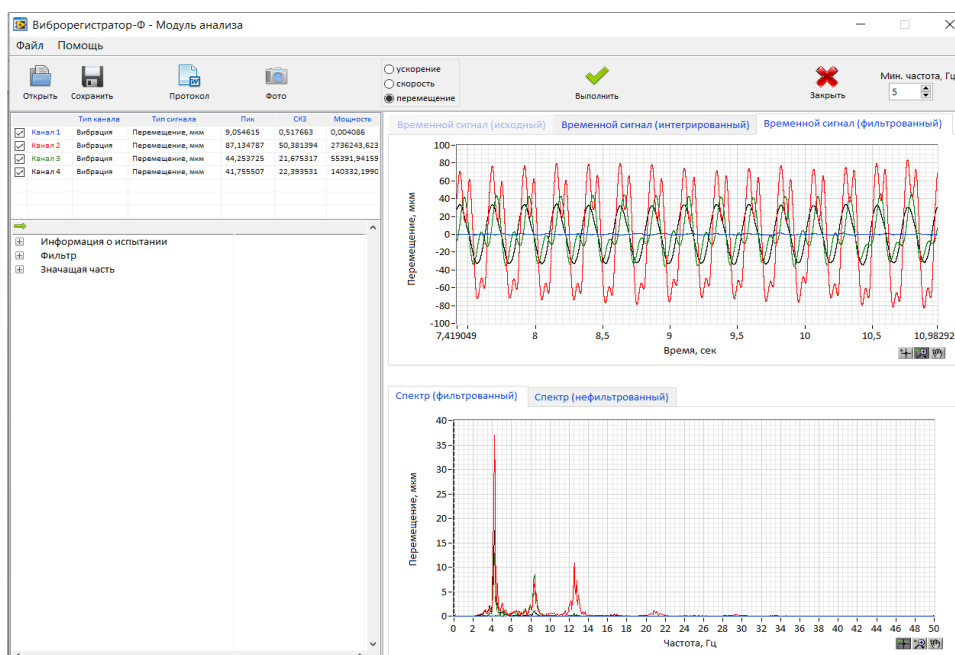 Виброрегистратор-Ф - Модуль анализа
Файл Помощь
Открыть Сохранить Протокол Фото
ускорение
скорость
перемещение
Выполнить
Закрыть
Мин. частота, Гц
5
Тип канала Тип сигнала Пик СКЗ Мощность
Канал 1 Вибрация Перемещение, мкм 9,054615 0,517663 0,004086
Канал 2 Вибрация Перемещение, мкм 87,134787 50,381394 2736243,623
Канал 3 Вибрация Перемещение, мкм 44,253725 21,675317 55391,94159
Канал 4 Вибрация Перемещение, мкм 41,755507 22,393531 140332,1990
Информация о испытании
Фильтр
Значащая часть
Временной сигнал (исходный) Временной сигнал (интегрированный) Временной сигнал (фильтрованный)
Перемещение, мкм
100
80
60
40
20
0
-20
-40
-60
-80
-100
7,419049 8 8,5 9 9,5 10 10,5 10,98292
Время, сек
Спектр (фильтрованный) Спектр (нефильтрованный)
Перемещение, мкм
40
35
30
25
20
15
10
5
0
0 2 4 6 8 10 12 14 16 18 20 22 24 26 28 30 32 34 36 38 40 42 44 46 48 50
Частота, Гц